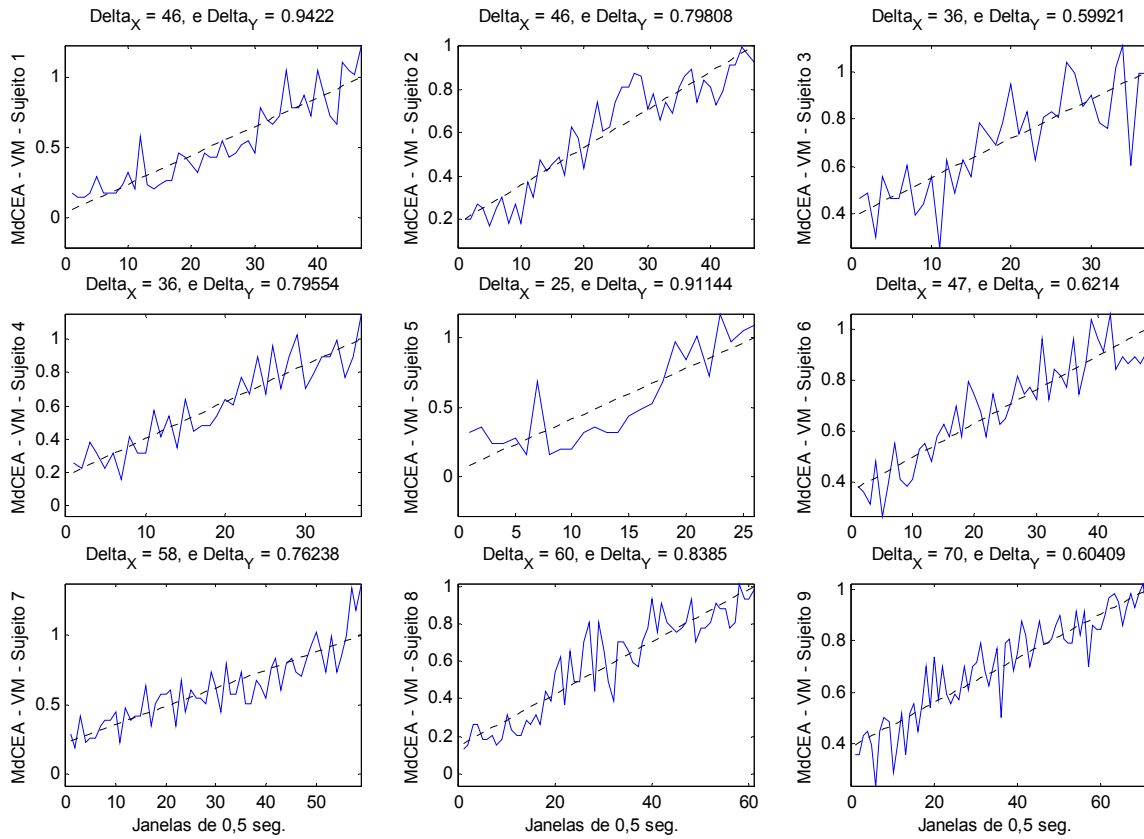 Delta_X = 46, e Delta_Y = 0.9422
MdCEA - VM - Sujeito 1
1
0.5
0
0 10 20 30 40
Delta_X = 46, e Delta_Y = 0.79808
MdCEA - VM - Sujeito 2
1
0.8
0.6
0.4
0.2
0 10 20 30 40
Delta_X = 36, e Delta_Y = 0.59921
MdCEA - VM - Sujeito 3
1
0.8
0.6
0.4
0 10 20 30
Delta_X = 36, e Delta_Y = 0.79554
MdCEA - VM - Sujeito 4
1
0.8
0.6
0.4
0.2
0
0 10 20 30
Delta_X = 25, e Delta_Y = 0.91144
MdCEA - VM - Sujeito 5
1
0.5
0
0 5 10 15 20 25
Delta_X = 47, e Delta_Y = 0.6214
MdCEA - VM - Sujeito 6
1
0.8
0.6
0.4
0 20 40
Delta_X = 58, e Delta_Y = 0.76238
MdCEA - VM - Sujeito 7
1
0.5
0
0 10 20 30 40 50
Janelas de 0,5 seg.
Delta_X = 60, e Delta_Y = 0.8385
MdCEA - VM - Sujeito 8
1
0.8
0.6
0.4
0.2
0
0 20 40 60
Janelas de 0,5 seg.
Delta_X = 70, e Delta_Y = 0.60409
MdCEA - VM - Sujeito 9
1
0.8
0.6
0.4
0 20 40 60
Janelas de 0,5 seg.